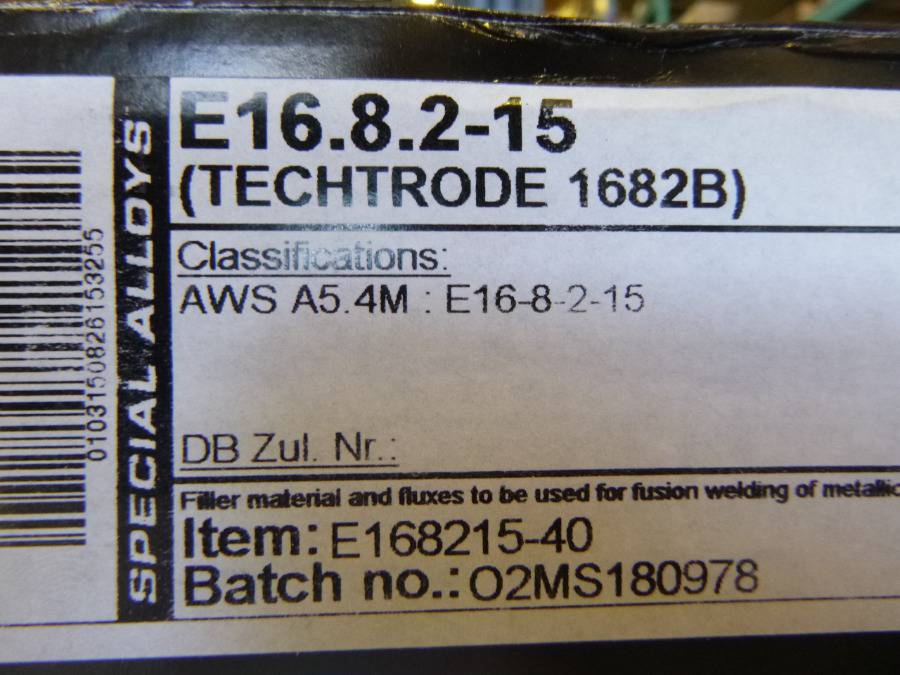 E16.8.2-15
(TECHTRODE 1682B)
Classifications:
AWS A5.4M : E16-8-2-15
DB Zul. Nr.:
Filler material and fluxes to be used for fusion welding of metallic
Item: E168215-40
Batch no.: O2MS180978
SPECIAL ALLOYS
0103150826153255